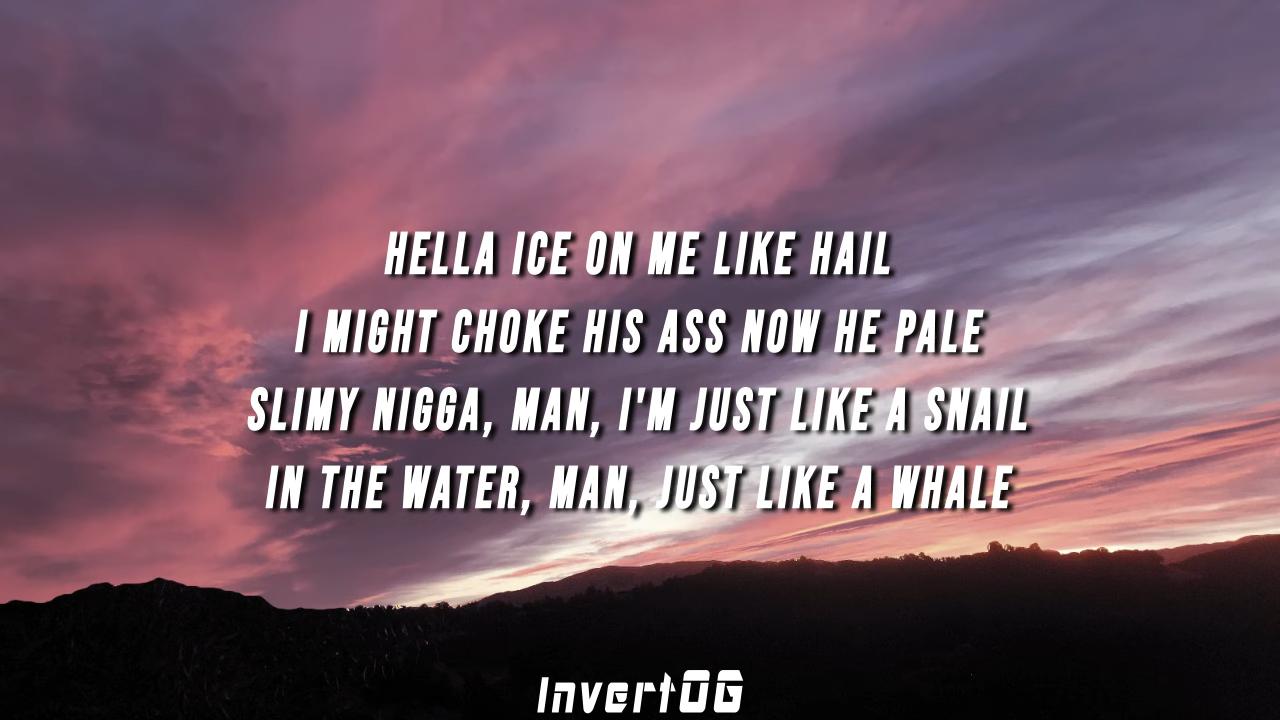 HELLA ICE ON ME LIKE HAIL
I MIGHT CHOKE HIS ASS NOW HE PALE
SLIMY NIGGA, MAN, I'M JUST LIKE A SNAIL
IN THE WATER, MAN, JUST LIKE A WHALE
InvertOG